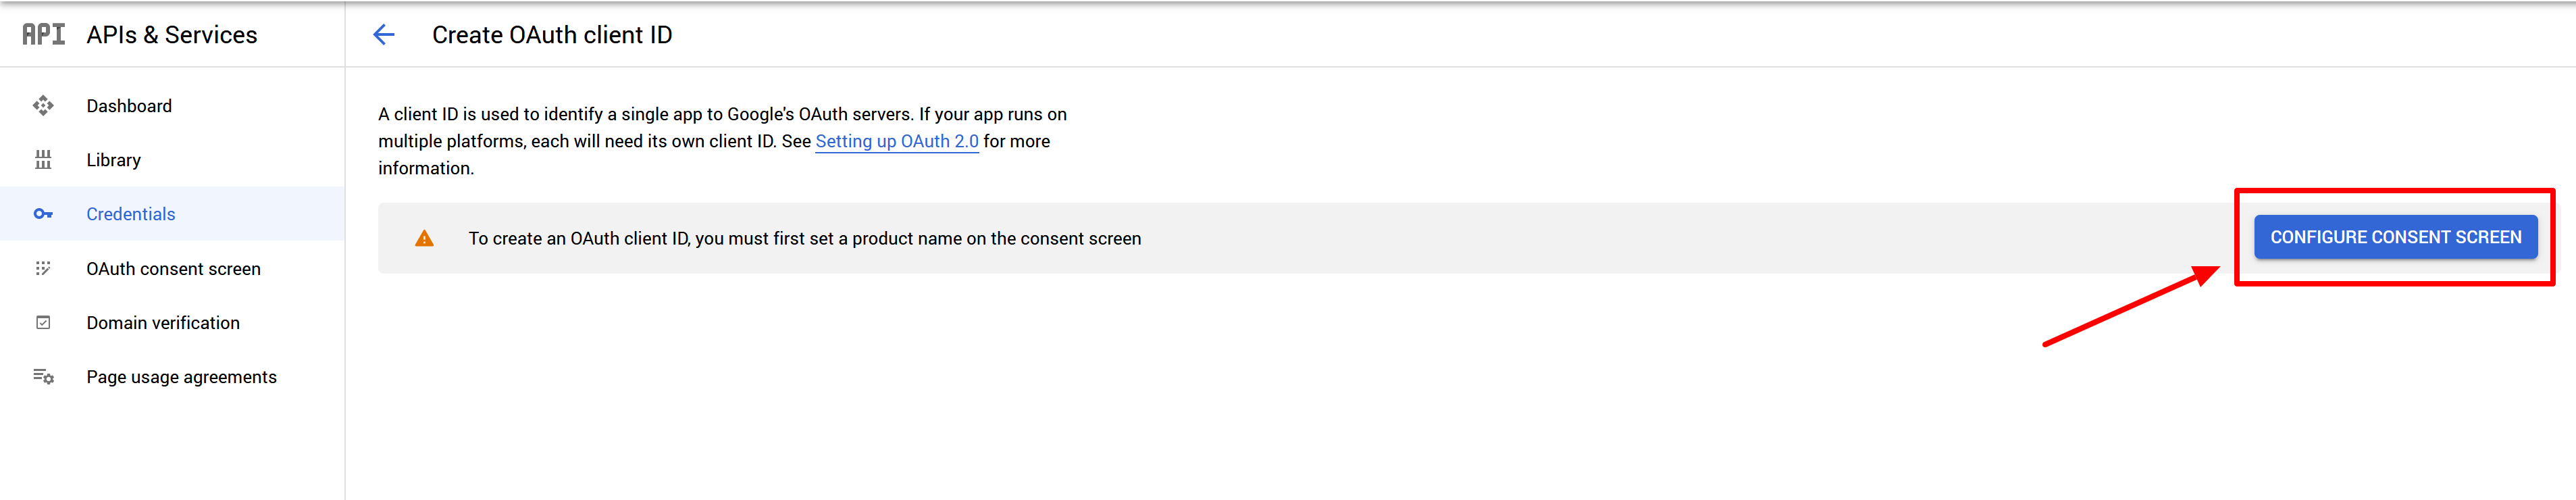 API APIs & Services
Create OAuth client ID
Dashboard
Library
Credentials
OAuth consent screen
Domain verification
Page usage agreements
A client ID is used to identify a single app to Google's OAuth servers. If your app runs on
multiple platforms, each will need its own client ID. See Setting up OAuth 2.0 for more
information.
To create an OAuth client ID, you must first set a product name on the consent screen
CONFIGURE CONSENT SCREEN